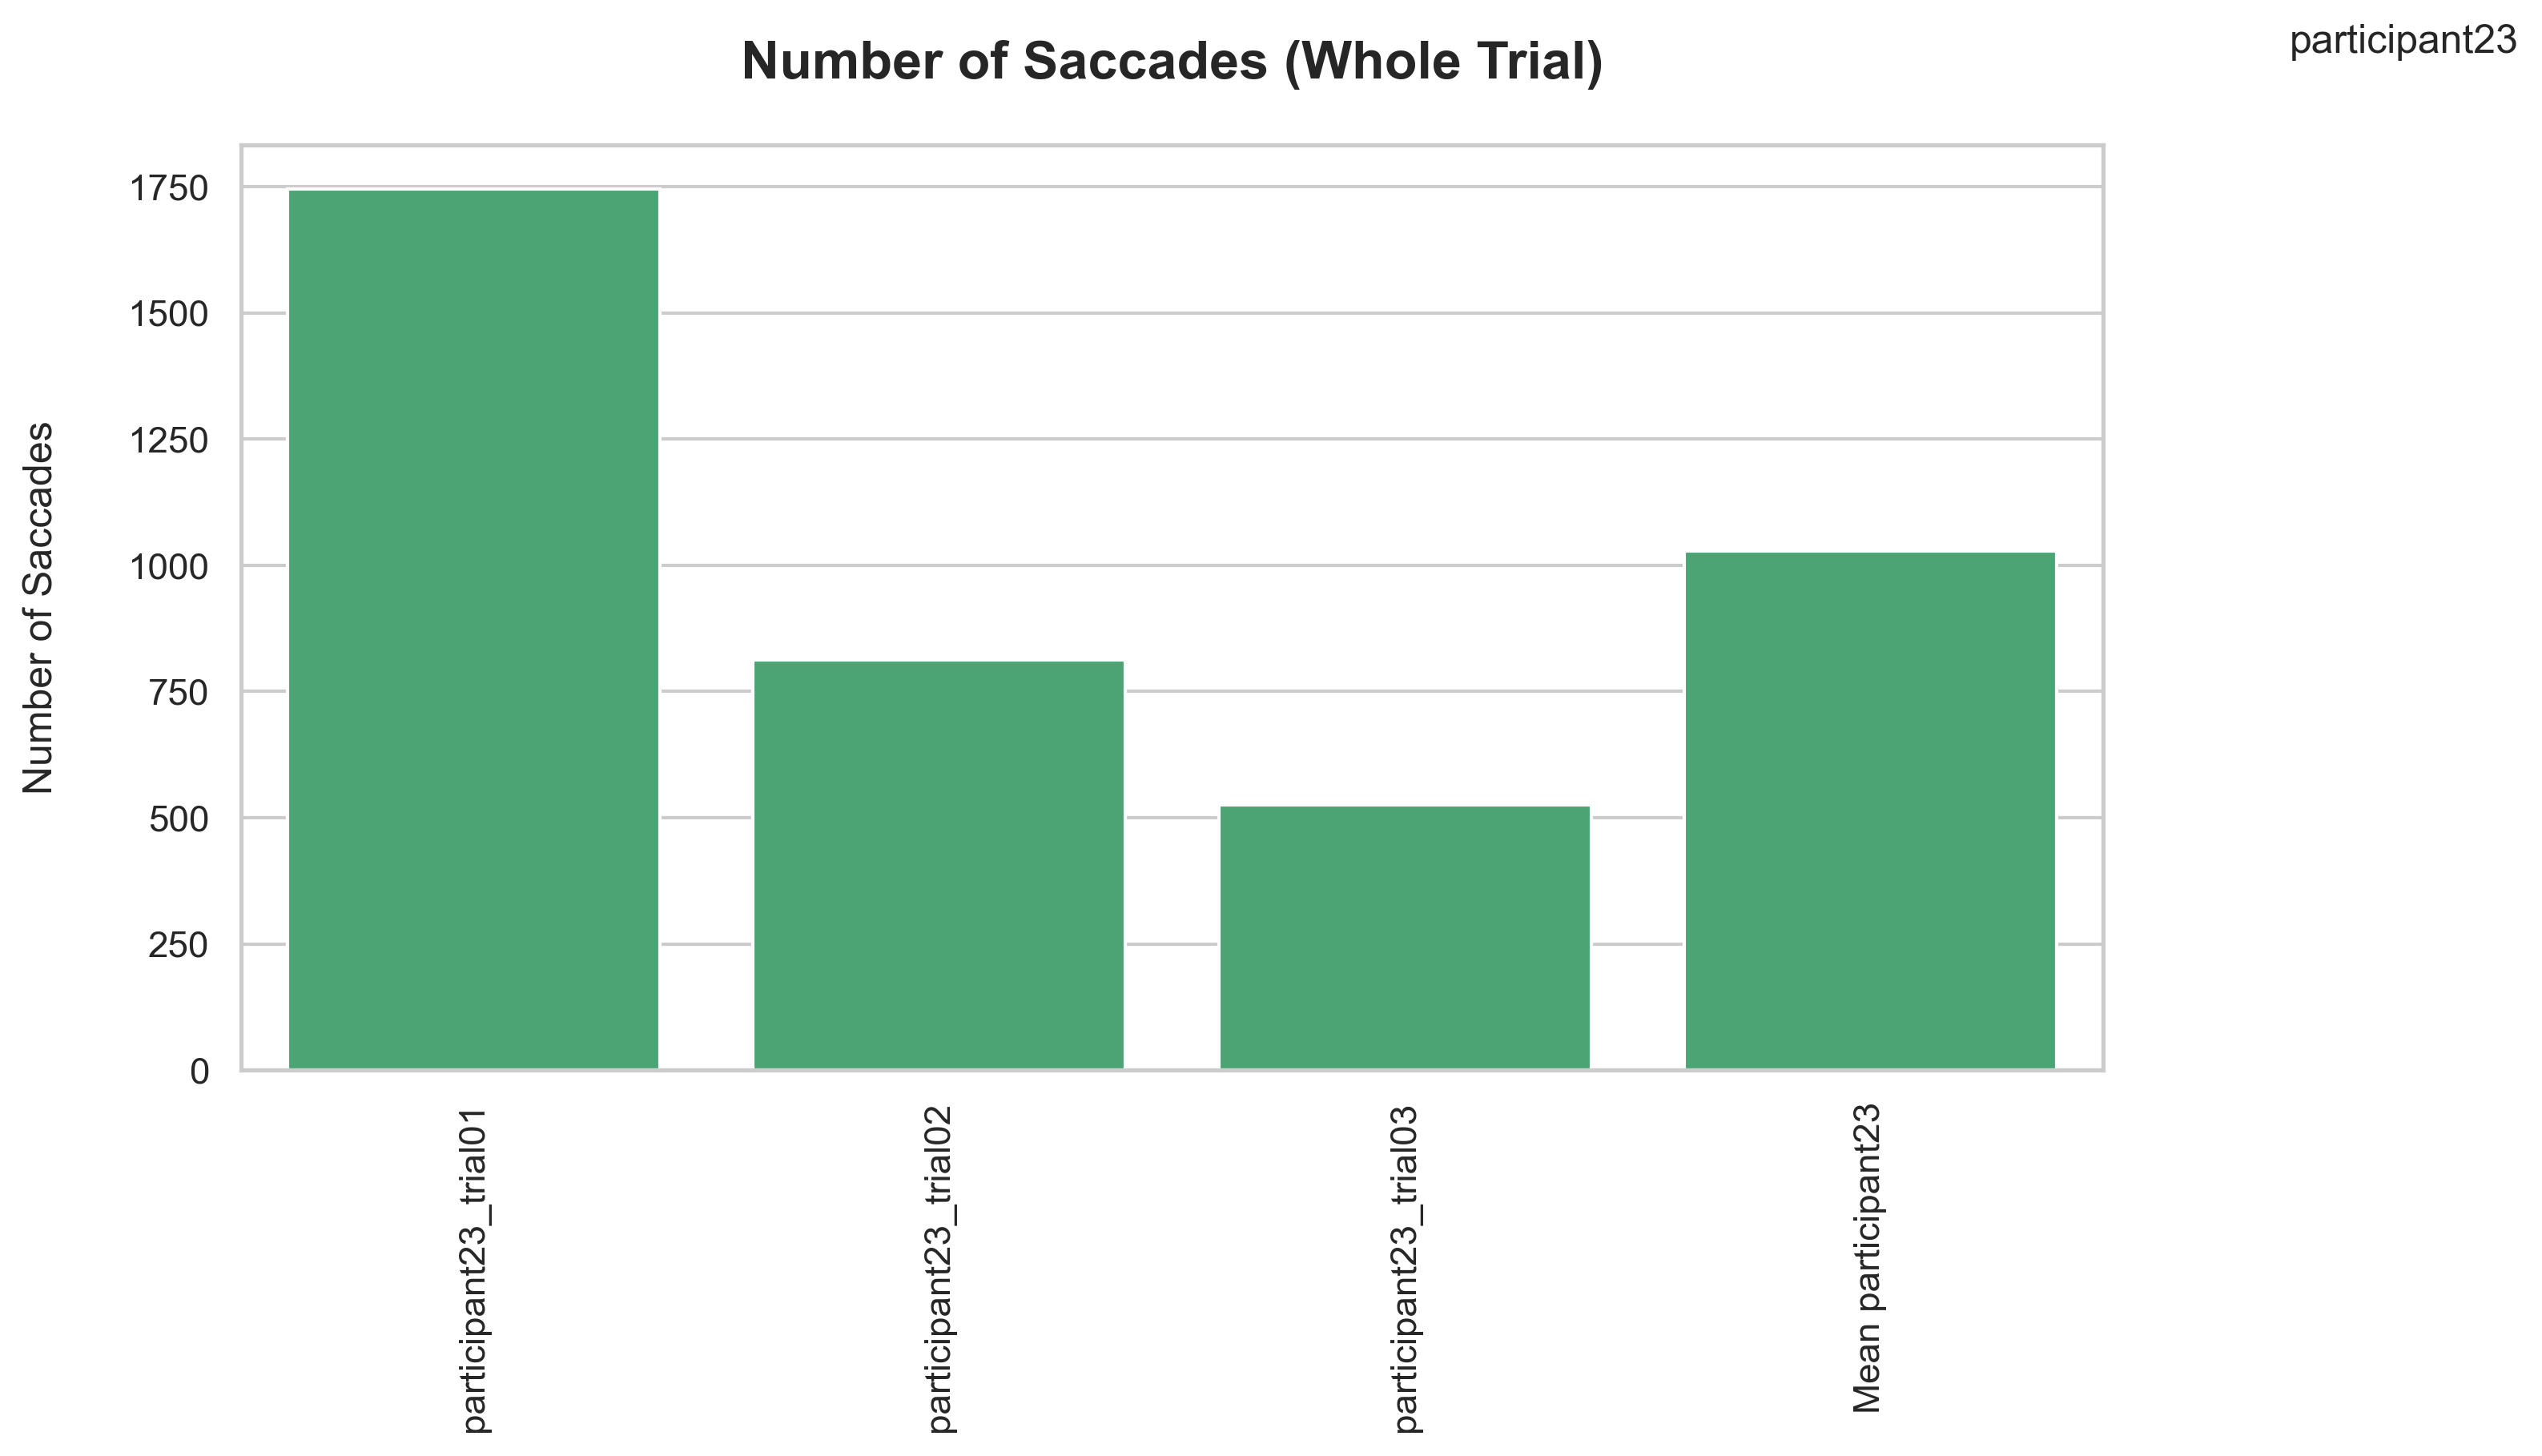 participant23
Number of Saccades (Whole Trial)
Number of Saccades
1750
1500
1250
1000
750
500
250
0
participant23_trial01
participant23_trial02
participant23_trial03
Mean participant23